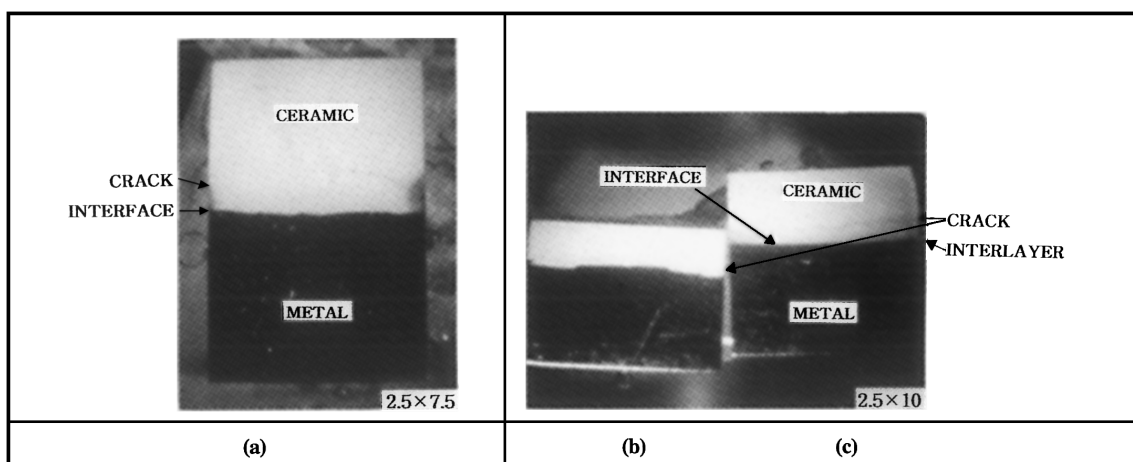 CERAMIC
CRACK
INTERFACE
METAL
2.5×7.5
INTERFACE
CERAMIC
CRACK
INTERLAYER
METAL
2.5×10
(a)
(b)
(c)